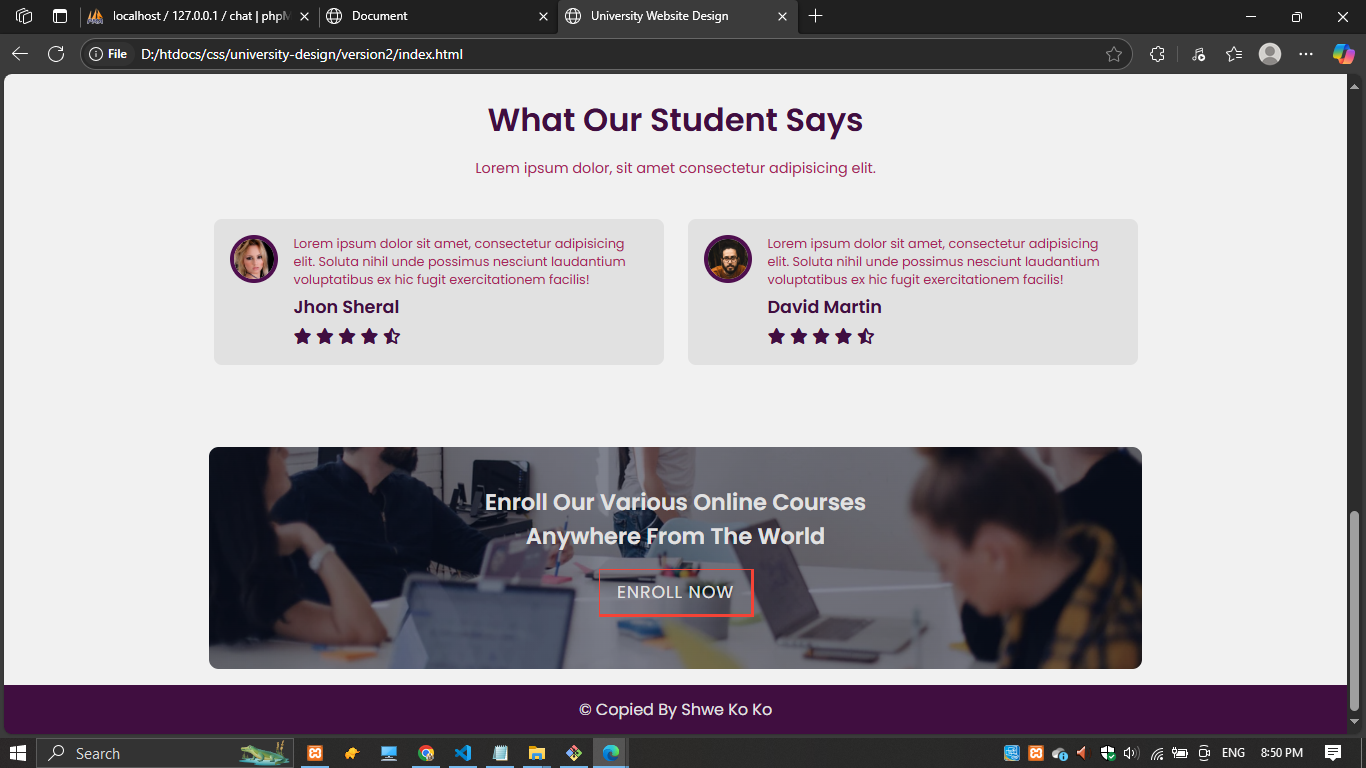 localhost / 127.0.0.1 / chat | phpM
Document
University Website Design
File
D:/htdocs/css/university-design/version2/index.html
What Our Student Says
Lorem ipsum dolor, sit amet consectetur adipisicing elit.
Lorem ipsum dolor sit amet, consectetur adipisicing
elit. Soluta nihil unde possimus nesciunt laudantium
voluptatibus ex hic fugit exercitationem facilis!
Jhon Sheral
Lorem ipsum dolor sit amet, consectetur adipisicing
elit. Soluta nihil unde possimus nesciunt laudantium
voluptatibus ex hic fugit exercitationem facilis!
David Martin
Enroll Our Various Online Courses
Anywhere From The World
ENROLL NOW
© Copied By Shwe Ko Ko
Search
ENG
8:50 PM